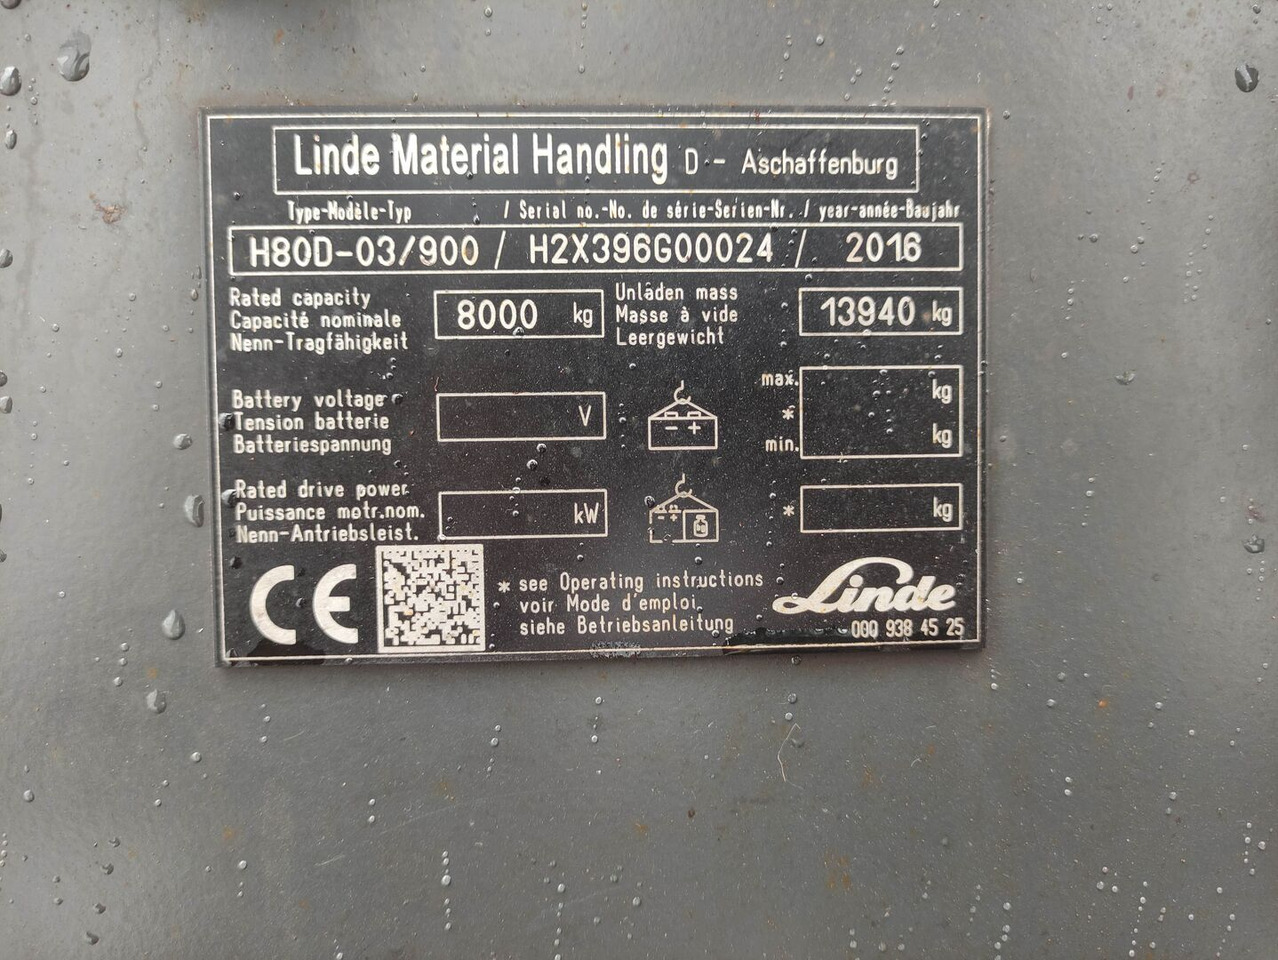 Linde Material Handling D - Aschaffenburg
Type-Modèle-Typ / Serial no.-No. de série-Serien-Nr. / year-année-Baujahr
H80D-03/900 / H2X396G00024 / 2016
Rated capacity
Capacité nominale
Nenn-Tragfähigkeit
8000 kg
Unladen mass
Masse à vide
Leergewicht
13940 kg
Battery voltage
Tension batterie
Batteriespannung
V
- +
max. kg
*
min. kg
Rated drive power
Puissance motr.nom.
Nenn-Antriebsleist.
kW
- +
kg
* kg
CE
* see Operating instructions
voir Mode d'emploi
siehe Betriebsanleitung
Linde
000 938 45 25